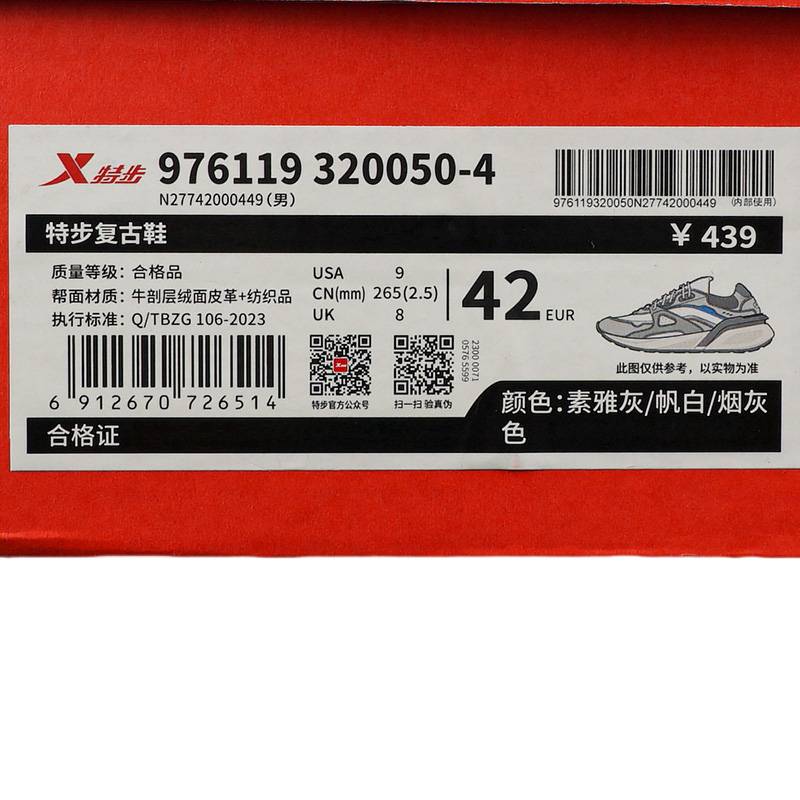 X 特步 976119 320050-4
N27742000449(男)
976119320050N27742000449 (内部使用)
特步复古鞋 ¥ 439
质量等级: 合格品
帮面材质: 牛剖层绒面皮革+纺织品
执行标准: Q/TBZG 106-2023
USA 9
CN(mm) 265(2.5)
UK 8
42 EUR
6 912670 726514
特步官方公众号
扫一扫 验真伪
2300 0071
0576 5599
此图仅供参考，以实物为准
颜色:素雅灰/帆白/烟灰
色
合格证